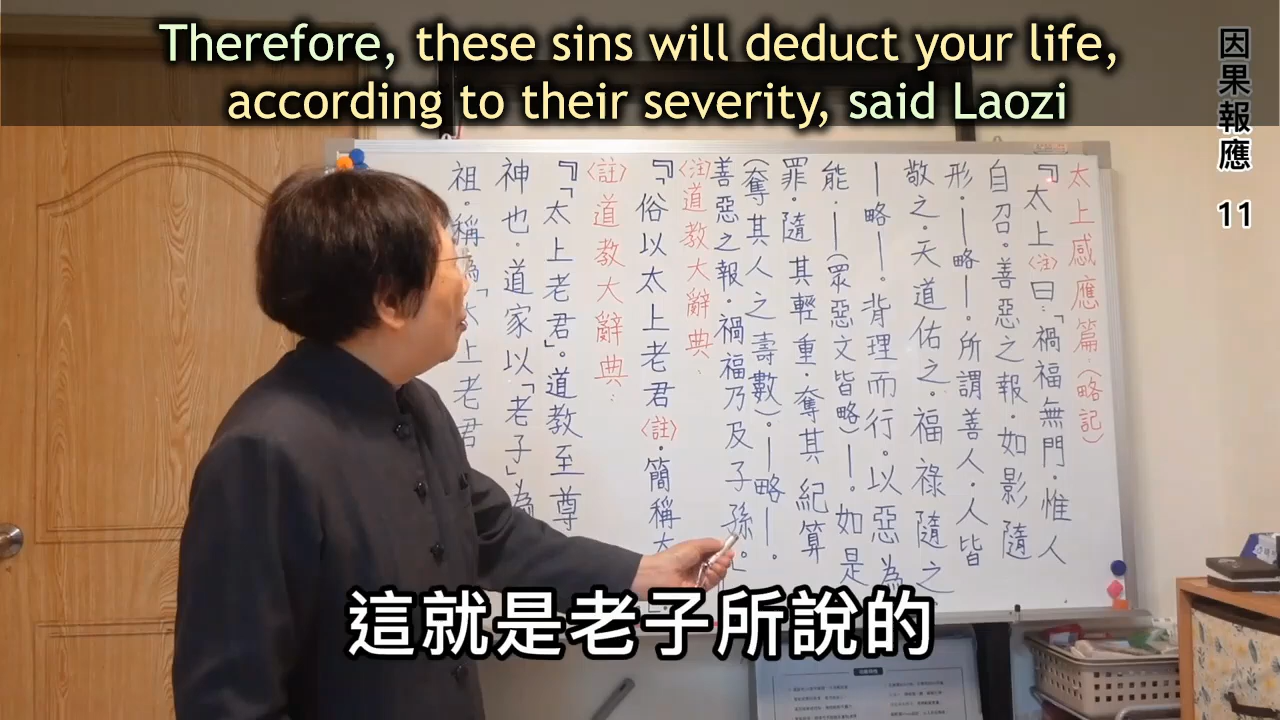 Therefore, these sins will deduct your life,
according to their severity, said Laozi
因果報應 11
太上感應篇:(略記)
『太上〈注〉曰:「禍福無門.惟人
自召.善惡之報.如影隨
形.—略—.所謂善人.人皆
敬之.天道佑之.福祿隨之
—略—.背理而行.以惡為
能.—(眾惡文皆略)—.如是
罪.隨其輕重.奪其紀算
(奪其人之壽數).—略—.
善惡之報.禍福乃及子孫.
〈注〉道教大辭典:
『「俗以太上老君〈註〉.簡稱太
〈註〉道教大辭典:
『「太上老君」.道教至尊
神也.道家以「老子」為
祖.稱為「太上老君
這就是老子所說的